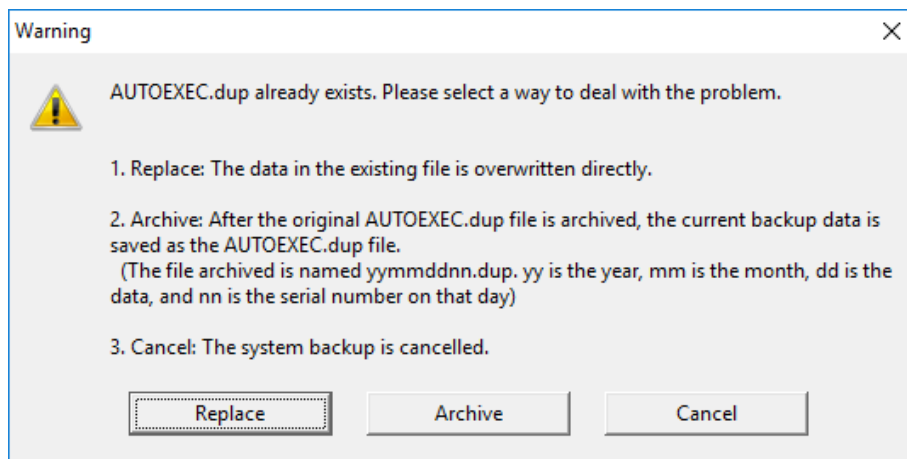 Warning
AUTOEXEC.dup already exists. Please select a way to deal with the problem.
1. Replace: The data in the existing file is overwritten directly.
2. Archive: After the original AUTOEXEC.dup file is archived, the current backup data is
saved as the AUTOEXEC.dup file.
(The file archived is named yymmddnn.dup. yy is the year, mm is the month, dd is the
data, and nn is the serial number on that day)
3. Cancel: The system backup is cancelled.
Replace
Archive
Cancel